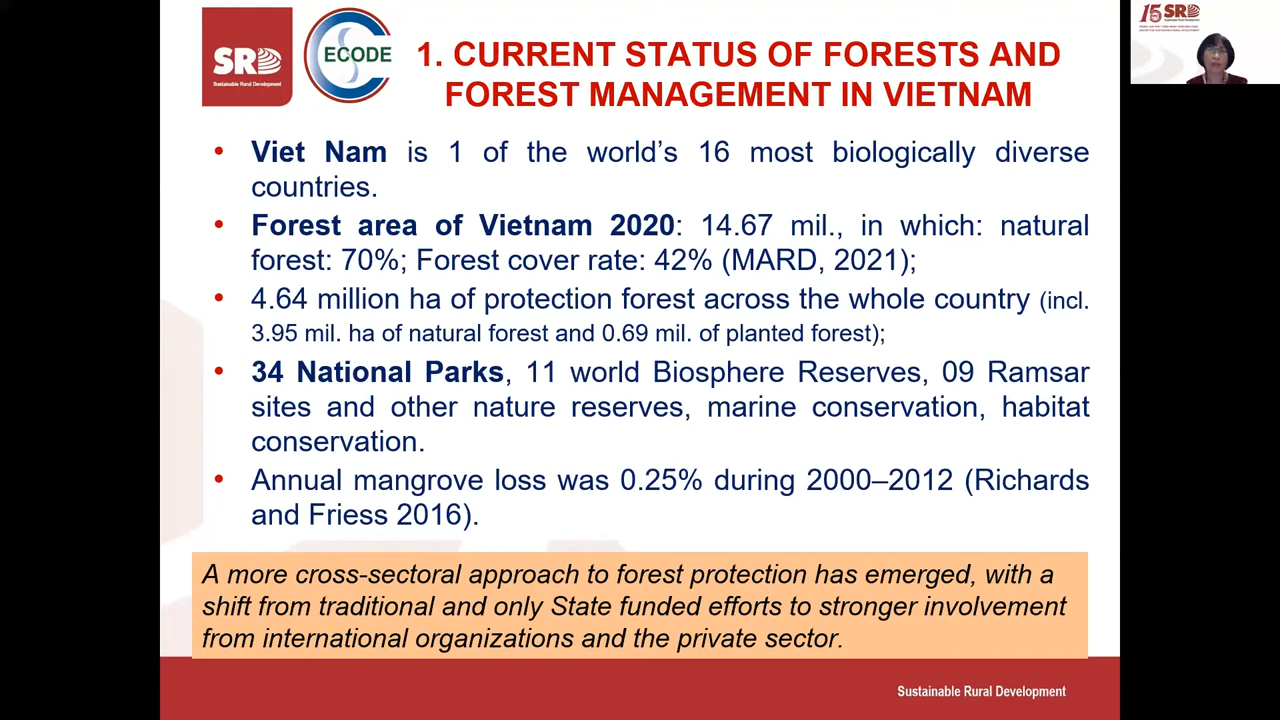 SRD
Sustainable Rural Development
ECODE
1. CURRENT STATUS OF FORESTS AND
FOREST MANAGEMENT IN VIETNAM
15 SRD
• Viet Nam is 1 of the world’s 16 most biologically diverse
countries.
• Forest area of Vietnam 2020: 14.67 mil., in which: natural
forest: 70%; Forest cover rate: 42% (MARD, 2021);
• 4.64 million ha of protection forest across the whole country (incl.
3.95 mil. ha of natural forest and 0.69 mil. of planted forest);
• 34 National Parks, 11 world Biosphere Reserves, 09 Ramsar
sites and other nature reserves, marine conservation, habitat
conservation.
• Annual mangrove loss was 0.25% during 2000–2012 (Richards
and Friess 2016).
A more cross-sectoral approach to forest protection has emerged, with a
shift from traditional and only State funded efforts to stronger involvement
from international organizations and the private sector.
Sustainable Rural Development